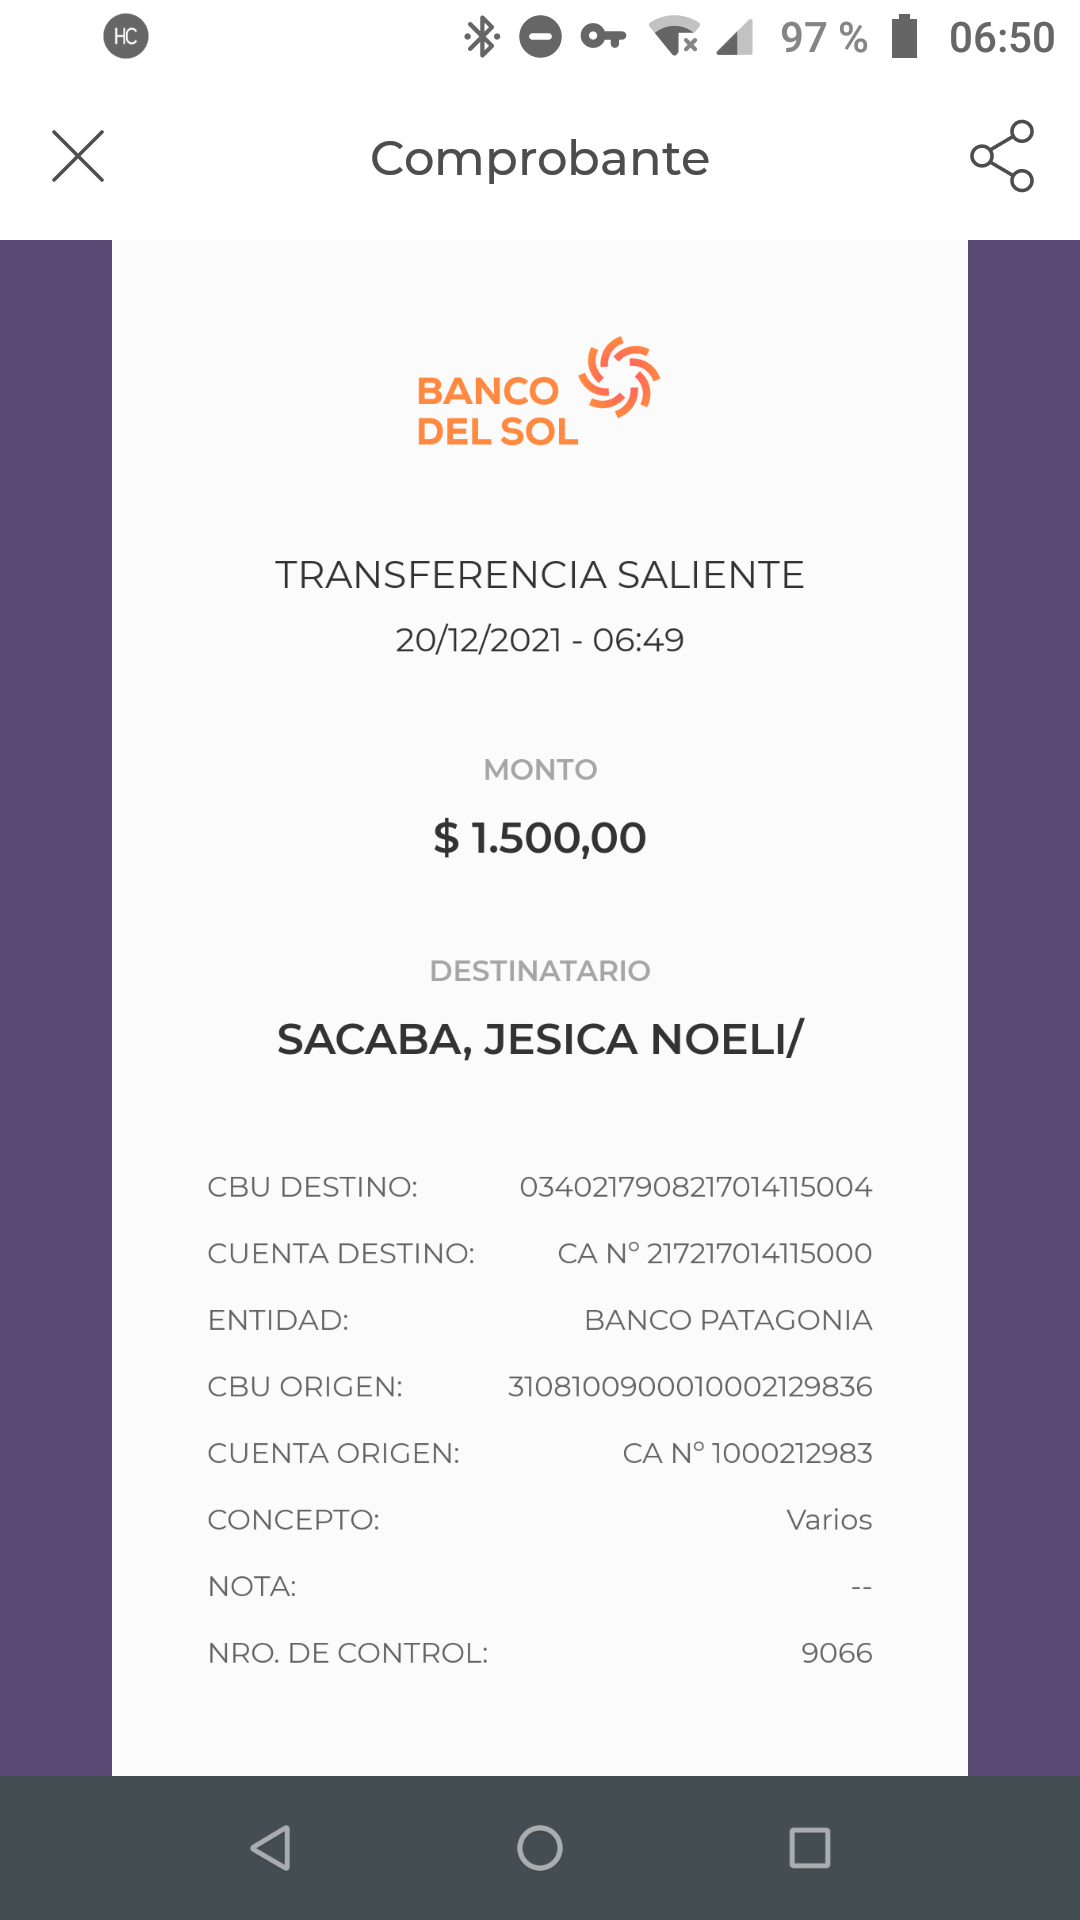 HC 97 % 06:50
Comprobante
BANCO
DEL SOL
TRANSFERENCIA SALIENTE
20/12/2021 - 06:49
MONTO
$ 1.500,00
DESTINATARIO
SACABA, JESICA NOELI/
CBU DESTINO: 0340217908217014115004
CUENTA DESTINO: CA Nº 217217014115000
ENTIDAD: BANCO PATAGONIA
CBU ORIGEN: 3108100900010002129836
CUENTA ORIGEN: CA Nº 1000212983
CONCEPTO: Varios
NOTA: --
NRO. DE CONTROL: 9066